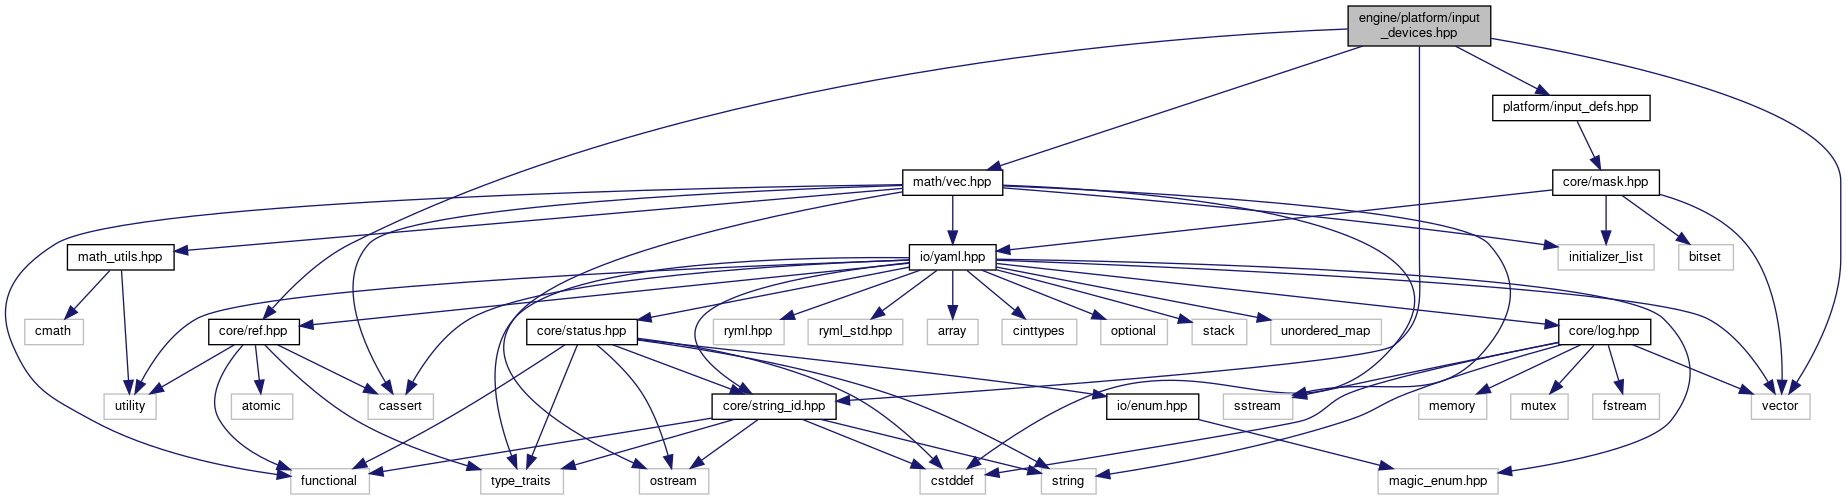 engine/platform/input
_devices.hpp
platform/input_defs.hpp
math/vec.hpp
core/mask.hpp
math_utils.hpp
io/yaml.hpp
initializer_list
bitset
cmath
core/ref.hpp
core/status.hpp
ryml.hpp
ryml_std.hpp
array
cinttypes
optional
stack
unordered_map
core/log.hpp
utility
atomic
cassert
core/string_id.hpp
io/enum.hpp
sstream
memory
mutex
fstream
vector
functional
type_traits
ostream
cstddef
string
magic_enum.hpp